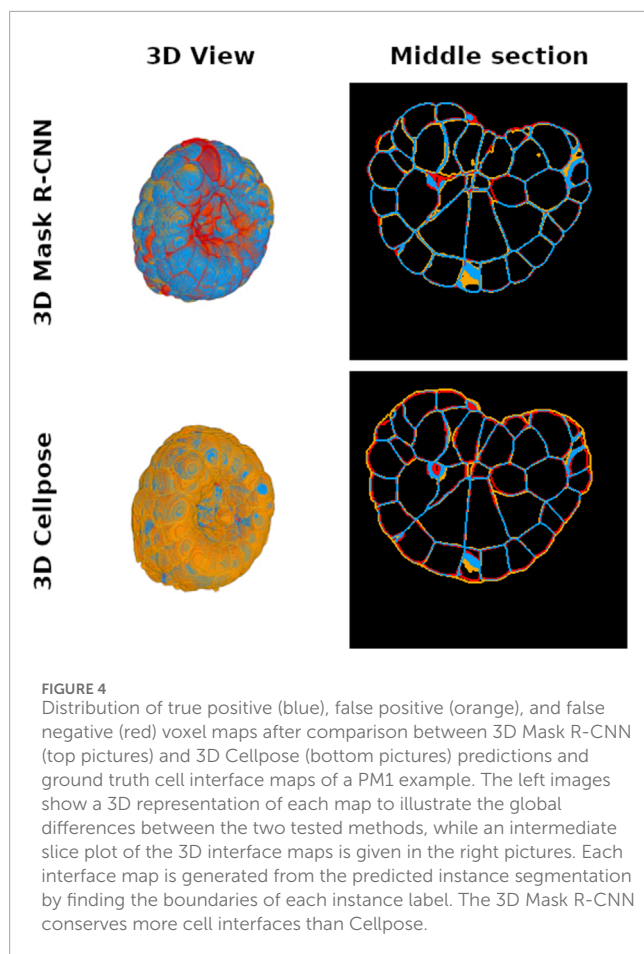 3D View
Middle section
3D Mask R-CNN
3D Cellpose
FIGURE 4
Distribution of true positive (blue), false positive (orange), and false
negative (red) voxel maps after comparison between 3D Mask R-CNN
(top pictures) and 3D Cellpose (bottom pictures) predictions and
ground truth cell interface maps of a PM1 example. The left images
show a 3D representation of each map to illustrate the global
differences between the two tested methods, while an intermediate
slice plot of the 3D interface maps is given in the right pictures. Each
interface map is generated from the predicted instance segmentation
by finding the boundaries of each instance label. The 3D Mask R-CNN
conserves more cell interfaces than Cellpose.